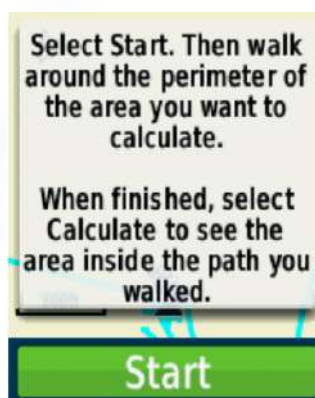 Select Start. Then walk
around the perimeter of
the area you want to
calculate.
When finished, select
Calculate to see the
area inside the path you
walked.
Start